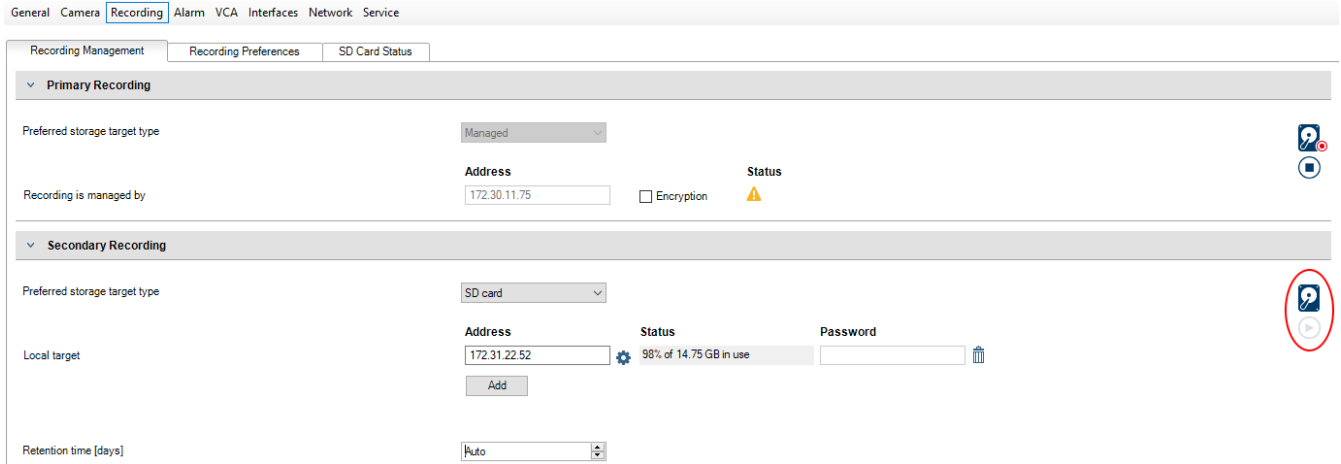 General Camera Recording Alarm VCA Interfaces Network Service
Recording Management Recording Preferences SD Card Status
Primary Recording
Preferred storage target type Managed
Address Status
Recording is managed by 172.30.11.75 Encryption
Secondary Recording
Preferred storage target type SD card
Address Status Password
Local target 172.31.22.52 98% of 14.75 GB in use
Add
Retention time [days] Auto